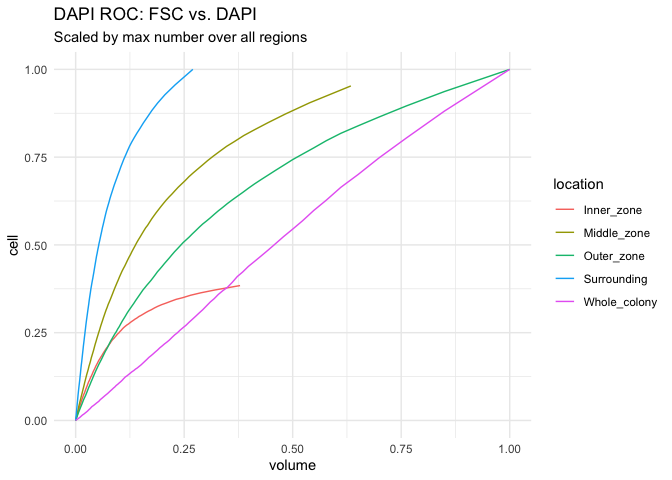 DAPI ROC: FSC vs. DAPI
Scaled by max number over all regions
1.00
0.75
0.50
0.25
0.00
cell
0.00 0.25 0.50 0.75 1.00
volume
location
Inner_zone
Middle_zone
Outer_zone
Surrounding
Whole_colony